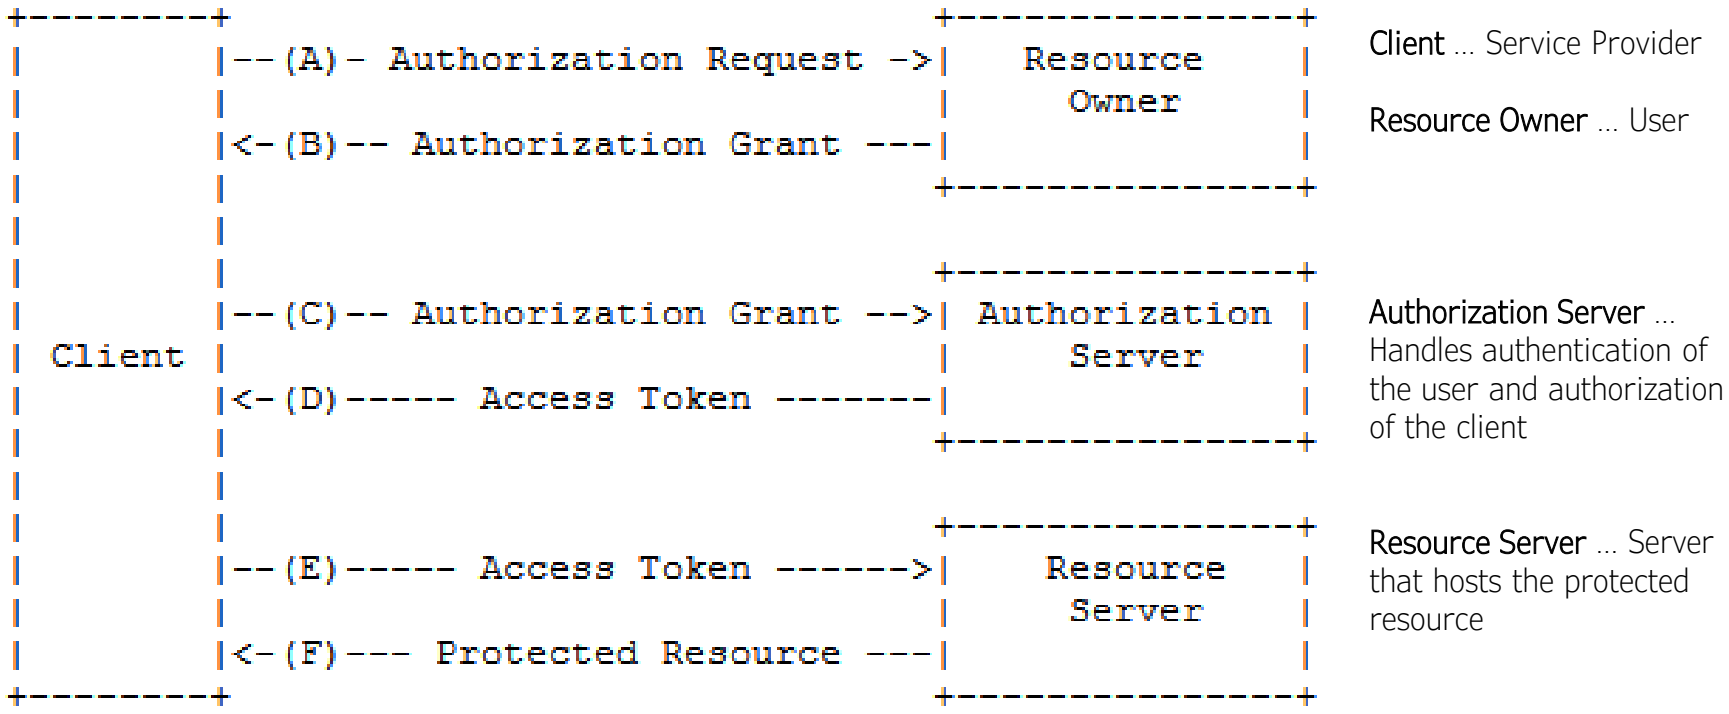 +---------+                               +---------------+
|         |--(A)- Authorization Request ->|   Resource    |
|         |                               |     Owner     |
|         |<-(B)-- Authorization Grant ---|               |
|         |                               +---------------+
|         |
|         |                               +---------------+
|         |--(C)-- Authorization Grant -->| Authorization |
| Client  |                               |     Server    |
|         |<-(D)----- Access Token -------|               |
|         |                               +---------------+
|         |
|         |                               +---------------+
|         |--(E)----- Access Token ------>|    Resource   |
|         |                               |     Server    |
|         |<-(F)--- Protected Resource ---|               |
+---------+                               +---------------+
Client ... Service Provider
Resource Owner ... User
Authorization Server ...
Handles authentication of
the user and authorization
of the client
Resource Server ... Server
that hosts the protected
resource